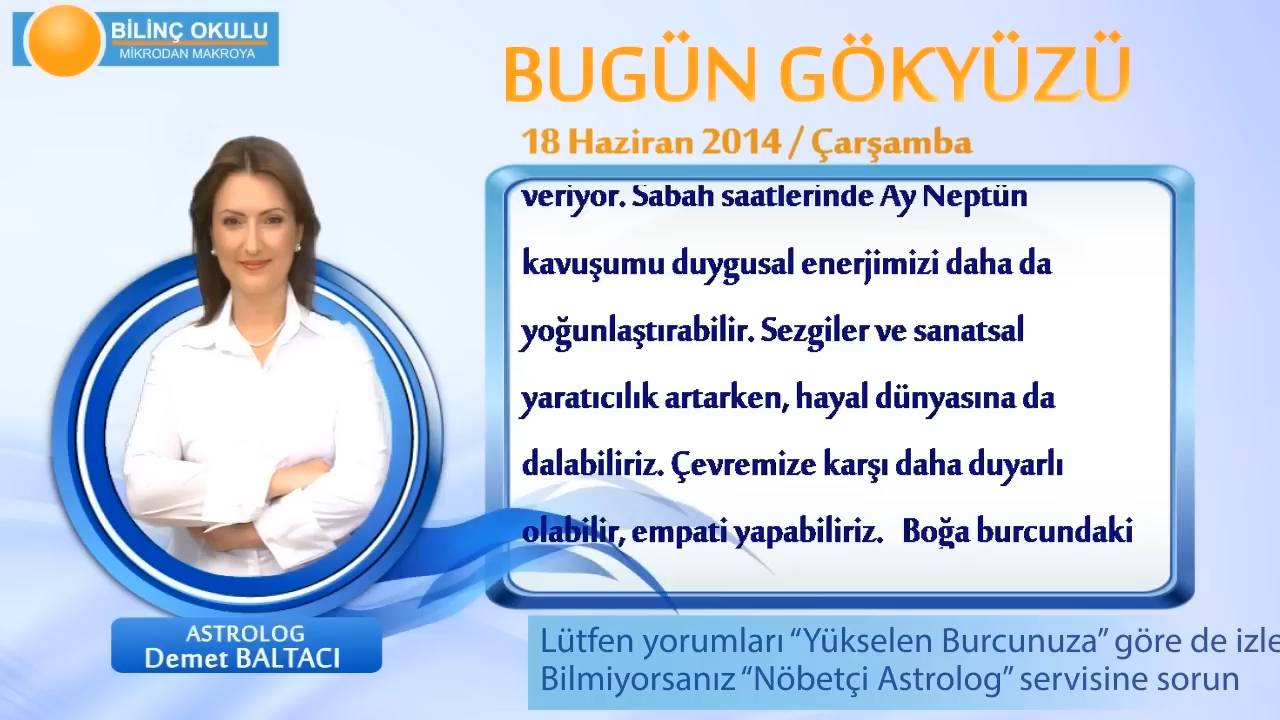 BİLİNÇ OKULU
MİKRODAN MAKROYA
BUGÜN GÖKYÜZÜ
18 Haziran 2014 / Çarşamba
veriyor. Sabah saatlerinde Ay Neptün
kavuşumu duygusal enerjimizi daha da
yoğunlaştırabilir. Sezgiler ve sanatsal
yaratıcılık artarken, hayal dünyasına da
dalabiliriz. Çevremize karşı daha duyarlı
olabilir, empati yapabiliriz. Boğa burcundaki
ASTROLOG
Demet BALTACI
Lütfen yorumları “Yükselen Burcunuza” göre de izle
Bilmiyorsanız “Nöbetçi Astrolog” servisine sorun